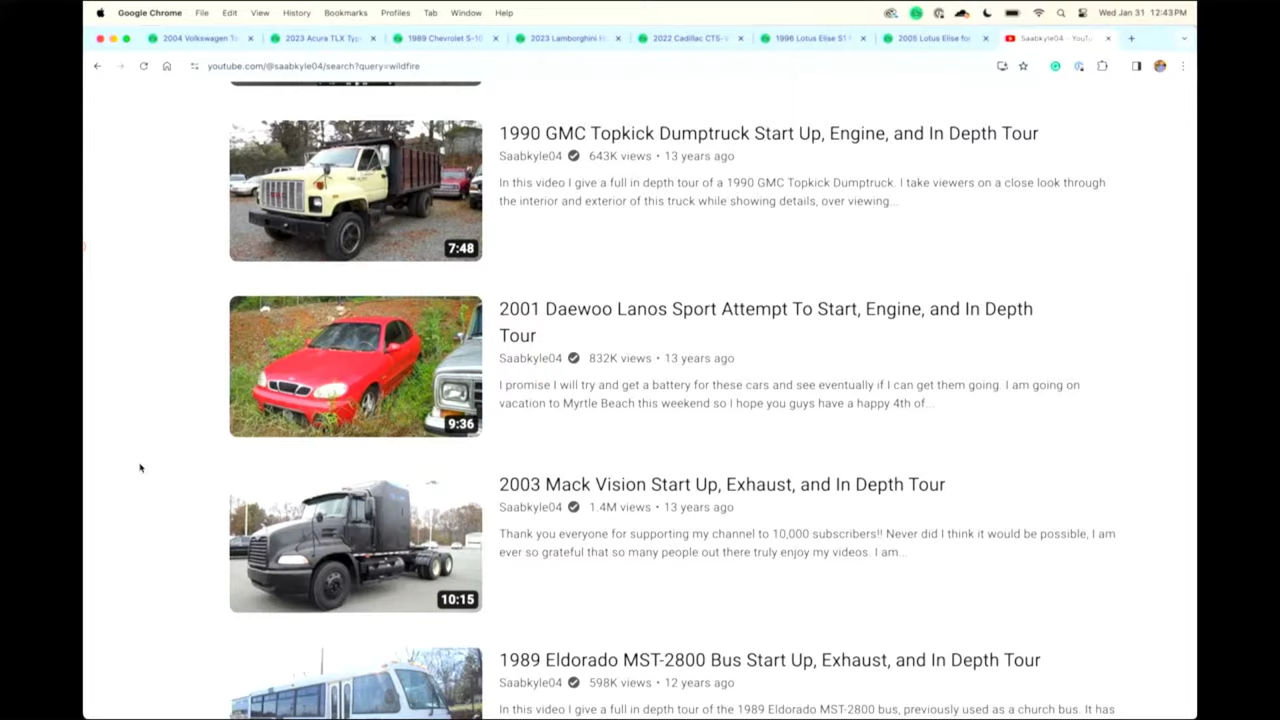 Google Chrome File Edit View History Bookmarks Profiles Tab Window Help Wed Jan 31 12:43 PM
2004 Volkswagen To 2023 Acura TLX Typ 1989 Chevrolet S-10 2023 Lamborghini H 2022 Cadillac CT5-V 1996 Lotus Elise S1 2005 Lotus Elise for Saabkyle04 - YouTu
youtube.com/@saabkyle04/search?query=wildfire
1990 GMC Topkick Dumptruck Start Up, Engine, and In Depth Tour
Saabkyle04 643K views • 13 years ago
In this video I give a full in depth tour of a 1990 GMC Topkick Dumptruck. I take viewers on a close look through
the interior and exterior of this truck while showing details, over viewing...
7:48
2001 Daewoo Lanos Sport Attempt To Start, Engine, and In Depth
Tour
Saabkyle04 832K views • 13 years ago
I promise I will try and get a battery for these cars and see eventually if I can get them going. I am going on
vacation to Myrtle Beach this weekend so I hope you guys have a happy 4th of...
9:36
2003 Mack Vision Start Up, Exhaust, and In Depth Tour
Saabkyle04 1.4M views • 13 years ago
Thank you everyone for supporting my channel to 10,000 subscribers!! Never did I think it would be possible, I am
ever so grateful that so many people out there truly enjoy my videos. I am...
10:15
1989 Eldorado MST-2800 Bus Start Up, Exhaust, and In Depth Tour
Saabkyle04 598K views • 12 years ago
In this video I give a full in depth tour of the 1989 Eldorado MST-2800 bus, previously used as a church bus. It has